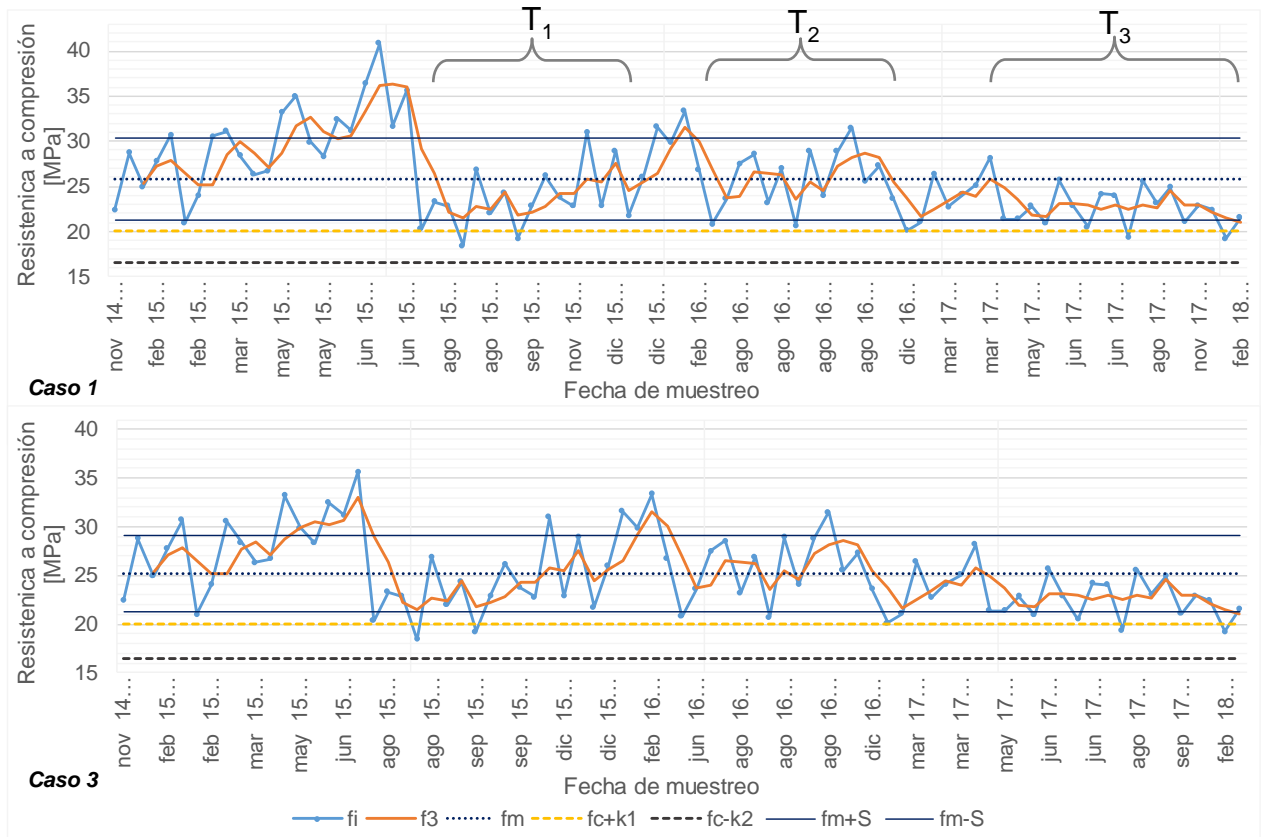 T1
T2
T3
Resistenica a compresión
[MPa]
40
35
30
25
20
15
nov 14...
feb 15...
feb 15...
mar 15...
may 15...
may 15...
jun 15...
jun 15...
ago 15...
ago 15...
sep 15...
nov 15...
dic 15...
dic 15...
feb 16...
ago 16...
ago 16...
ago 16...
ago 16...
dic 16...
mar 17...
mar 17...
may 17...
jun 17...
jun 17...
ago 17...
nov 17...
feb 18...
Caso 1
Fecha de muestreo
Resistenica a compresión
[MPa]
40
35
30
25
20
15
nov 14...
feb 15...
feb 15...
mar 15...
may 15...
jun 15...
ago 15...
ago 15...
sep 15...
sep 15...
dic 15...
dic 15...
feb 16...
jun 16...
ago 16...
ago 16...
ago 16...
dic 16...
mar 17...
mar 17...
may 17...
jun 17...
jun 17...
ago 17...
sep 17...
feb 18...
Caso 3
Fecha de muestreo
fi
f3
fm
fc+k1
fc-k2
fm+S
fm-S